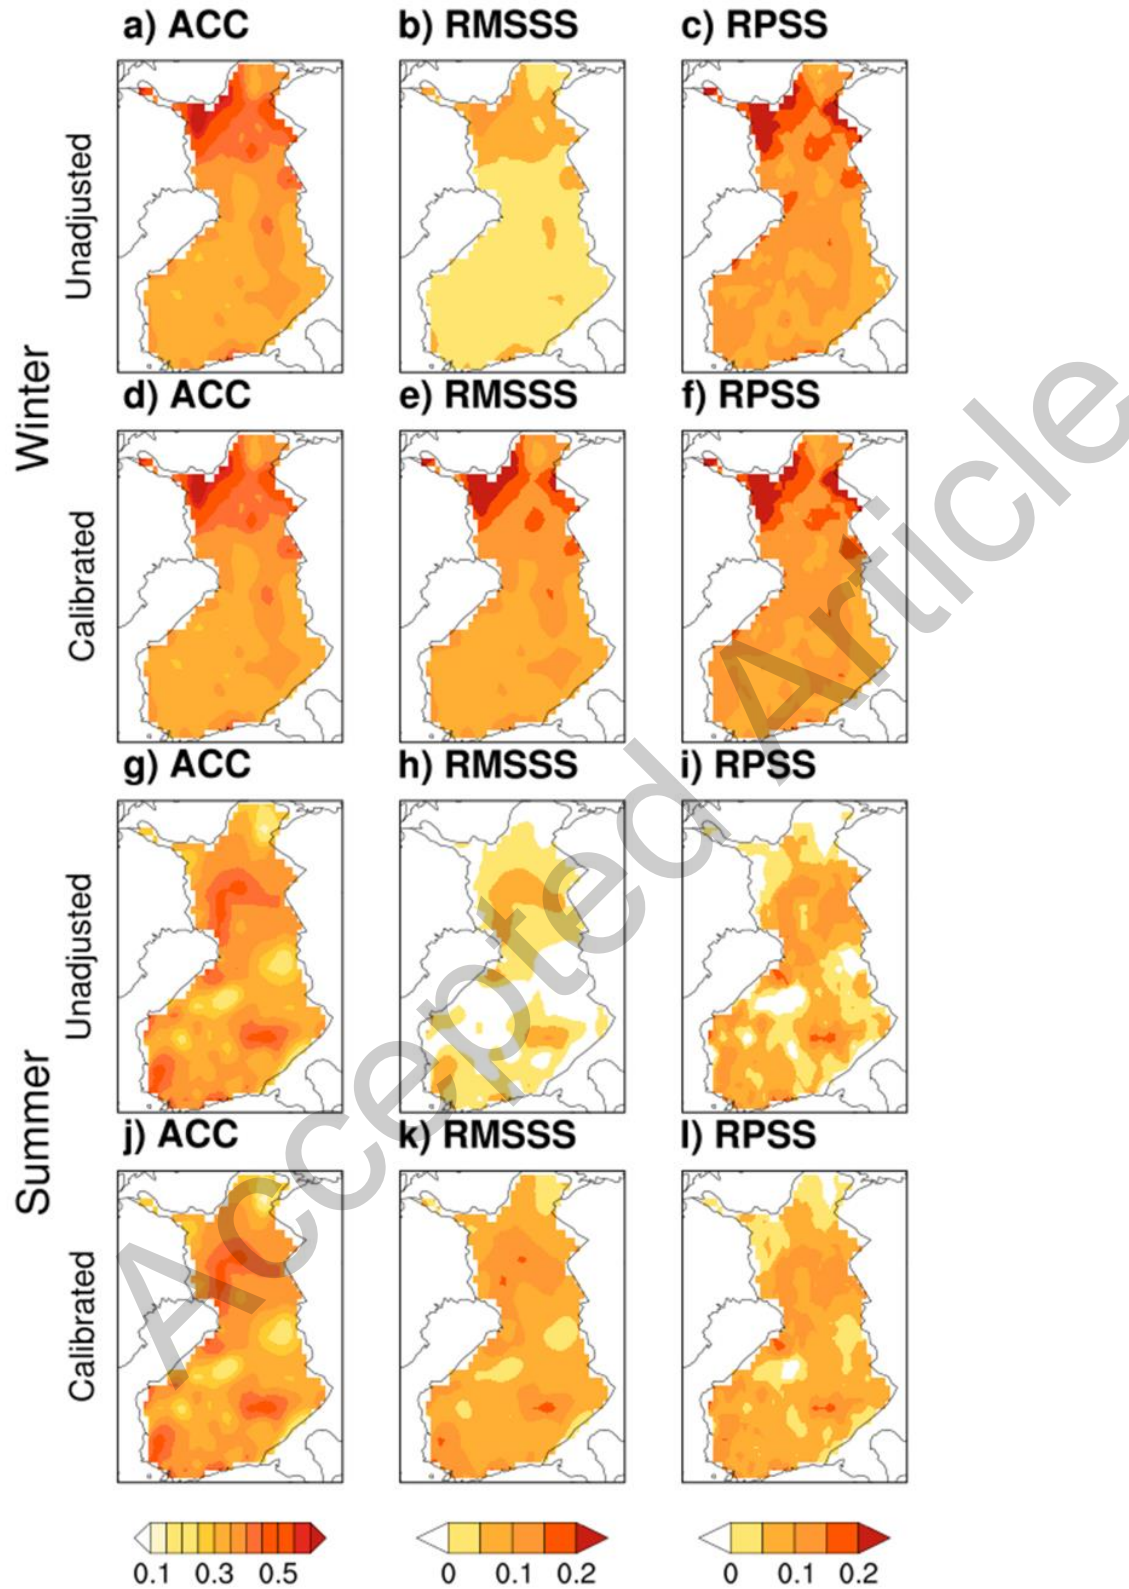 a) ACC b) RMSSS c) RPSS
Unadjusted
Winter
d) ACC e) RMSSS f) RPSS
Calibrated
g) ACC h) RMSSS i) RPSS
Unadjusted
Summer
j) ACC k) RMSSS l) RPSS
Calibrated
0.1 0.3 0.5 0 0.1 0.2 0 0.1 0.2
Accepted Article